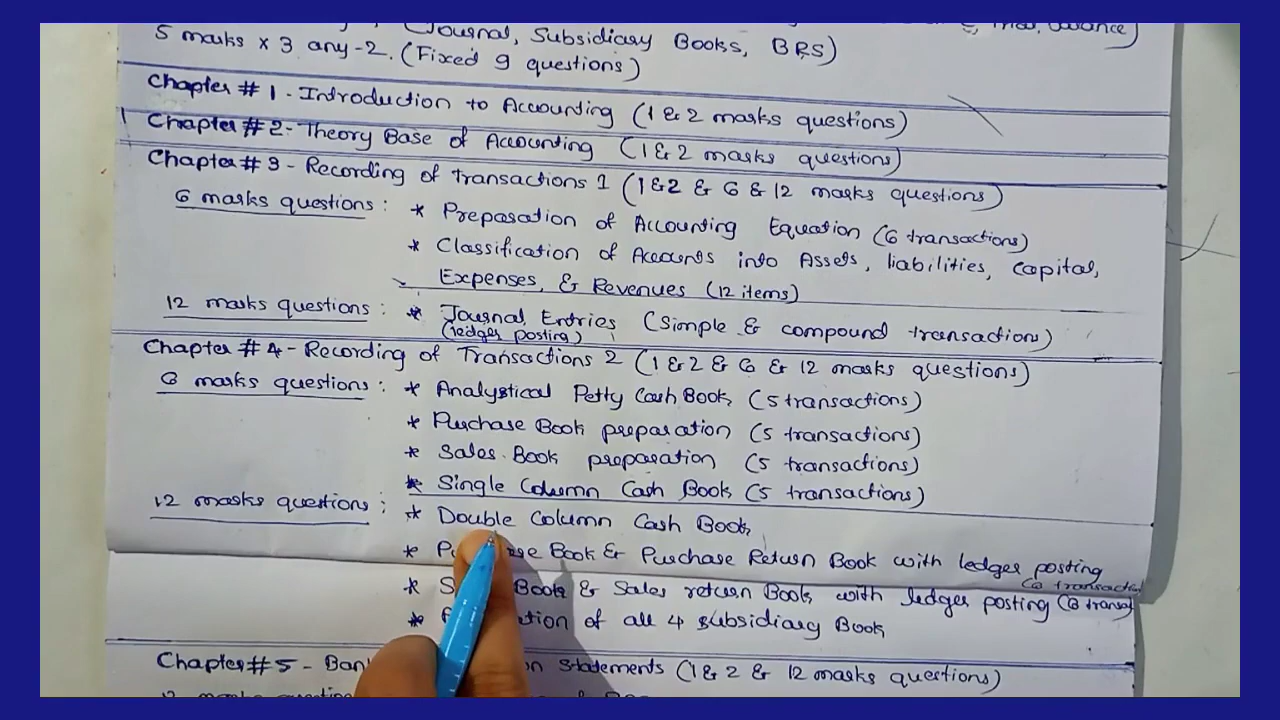 Trial balance)
(Journal, Subsidiary Books, BRS)
5 marks x 3 any-2. (Fixed 9 questions)
Chapter # 1 - Introduction to Accounting (1 & 2 marks questions)
Chapter # 2 - Theory Base of Accounting (1 & 2 marks questions)
Chapter # 3 - Recording of transactions 1 (1 & 2 & 6 & 12 marks questions)
6 marks questions : * Preparation of Accounting Equation (6 transactions)
* Classification of Accounts into Assets, liabilities, capital,
Expenses, & Revenues (12 items)
12 marks questions : * Journal Entries (Simple & compound transaction)
(ledger posting)
Chapter # 4 - Recording of Transactions 2 (1 & 2 & 6 & 12 marks questions)
6 marks questions : * Analystical Petty Cash Book (5 transactions)
* Purchase Book preparation (5 transactions)
* Sales Book preparation (5 transactions)
* Single Column Cash Book (5 transactions)
12 marks questions : * Double Column Cash Book
* Book & Purchase Return Book with ledger posting
* Book & Sales return Book with ledger posting
* of all 4 subsidiary Book
Chapter # 5 - Statements (1 & 2 & 12 marks questions)